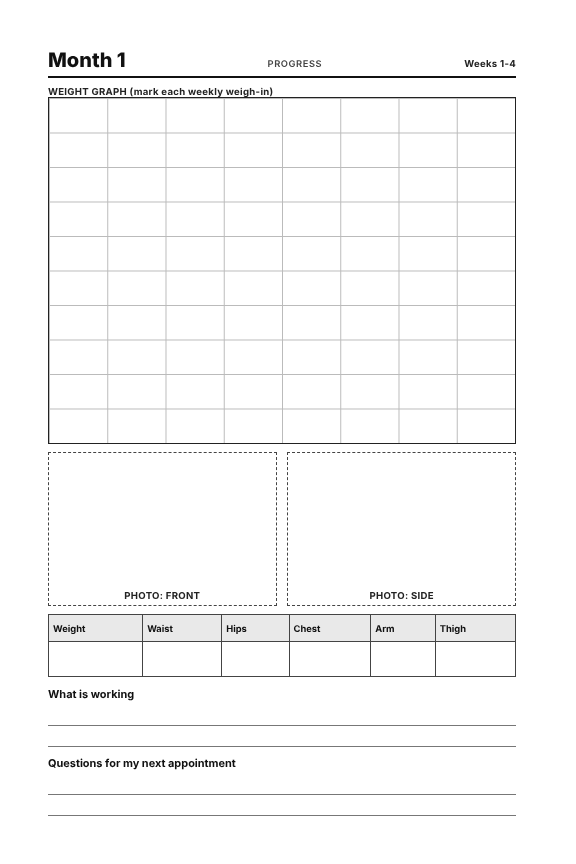 Month 1 PROGRESS Weeks 1-4
WEIGHT GRAPH (mark each weekly weigh-in)
PHOTO: FRONT PHOTO: SIDE
Weight Waist Hips Chest Arm Thigh
What is working
Questions for my next appointment